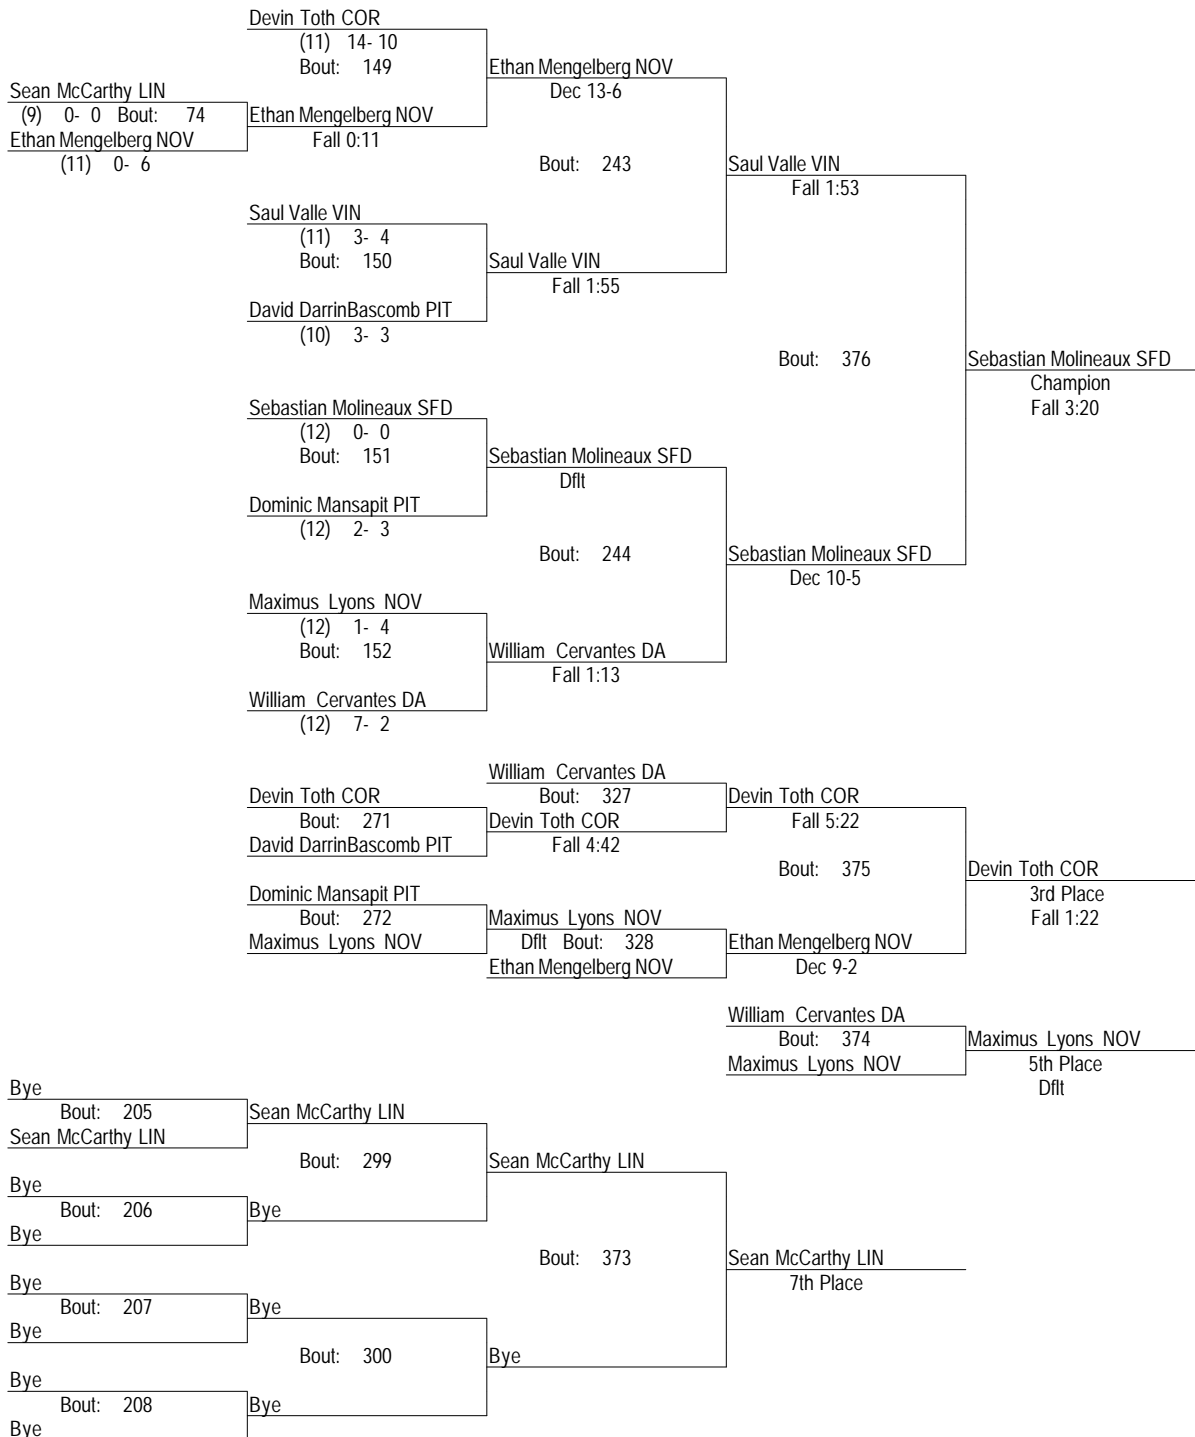 Devin Toth COR
(11) 14- 10
Bout: 149
Ethan Mengelberg NOV
Dec 13-6
Sean McCarthy LIN
(9) 0- 0 Bout: 74
Ethan Mengelberg NOV
Fall 0:11
Ethan Mengelberg NOV
(11) 0- 6
Bout: 243
Saul Valle VIN
Fall 1:53
Saul Valle VIN
(11) 3- 4
Bout: 150
Saul Valle VIN
Fall 1:55
David DarrinBascomb PIT
(10) 3- 3
Bout: 376
Sebastian Molineaux SFD
Champion
Fall 3:20
Sebastian Molineaux SFD
(12) 0- 0
Bout: 151
Sebastian Molineaux SFD
Dflt
Dominic Mansapit PIT
(12) 2- 3
Bout: 244
Sebastian Molineaux SFD
Dec 10-5
Maximus Lyons NOV
(12) 1- 4
Bout: 152
William Cervantes DA
Fall 1:13
William Cervantes DA
(12) 7- 2
William Cervantes DA
Bout: 327
Devin Toth COR
Fall 5:22
Devin Toth COR
Bout: 271
Devin Toth COR
Fall 4:42
David DarrinBascomb PIT
Bout: 375
Devin Toth COR
3rd Place
Fall 1:22
Dominic Mansapit PIT
Bout: 272
Maximus Lyons NOV
Dflt Bout: 328
Maximus Lyons NOV
Ethan Mengelberg NOV
Dec 9-2
Ethan Mengelberg NOV
William Cervantes DA
Bout: 374
Maximus Lyons NOV
5th Place
Dflt
Maximus Lyons NOV
Bye
Bout: 205
Sean McCarthy LIN
Sean McCarthy LIN
Bout: 299
Sean McCarthy LIN
Bye
Bout: 206
Bye
Bye
Bout: 373
Sean McCarthy LIN
7th Place
Bye
Bout: 207
Bye
Bye
Bout: 300
Bye
Bye
Bout: 208
Bye
Bye